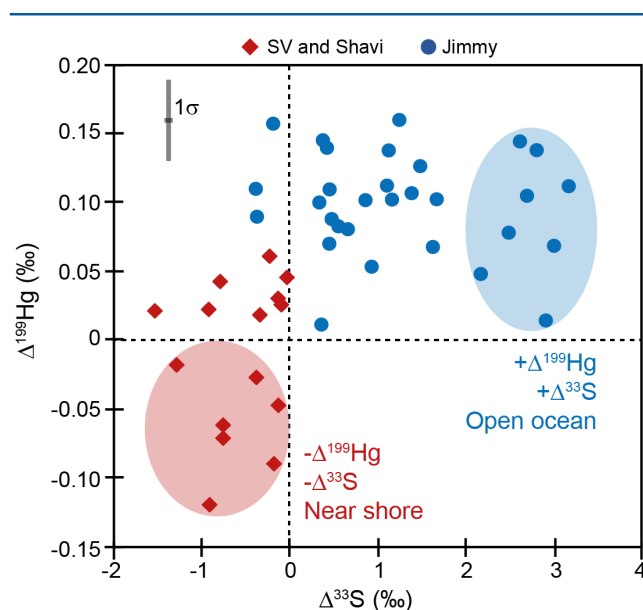 SV and Shavi Jimmy
0.20
0.15
0.10
0.05
0
-0.05
-0.10
-0.15
1σ
+Δ¹⁹⁹Hg
+Δ³³S
Open ocean
-Δ¹⁹⁹Hg
-Δ³³S
Near shore
-2 -1 0 1 2 3 4
Δ³³S (‰)
Δ¹⁹⁹Hg (‰)